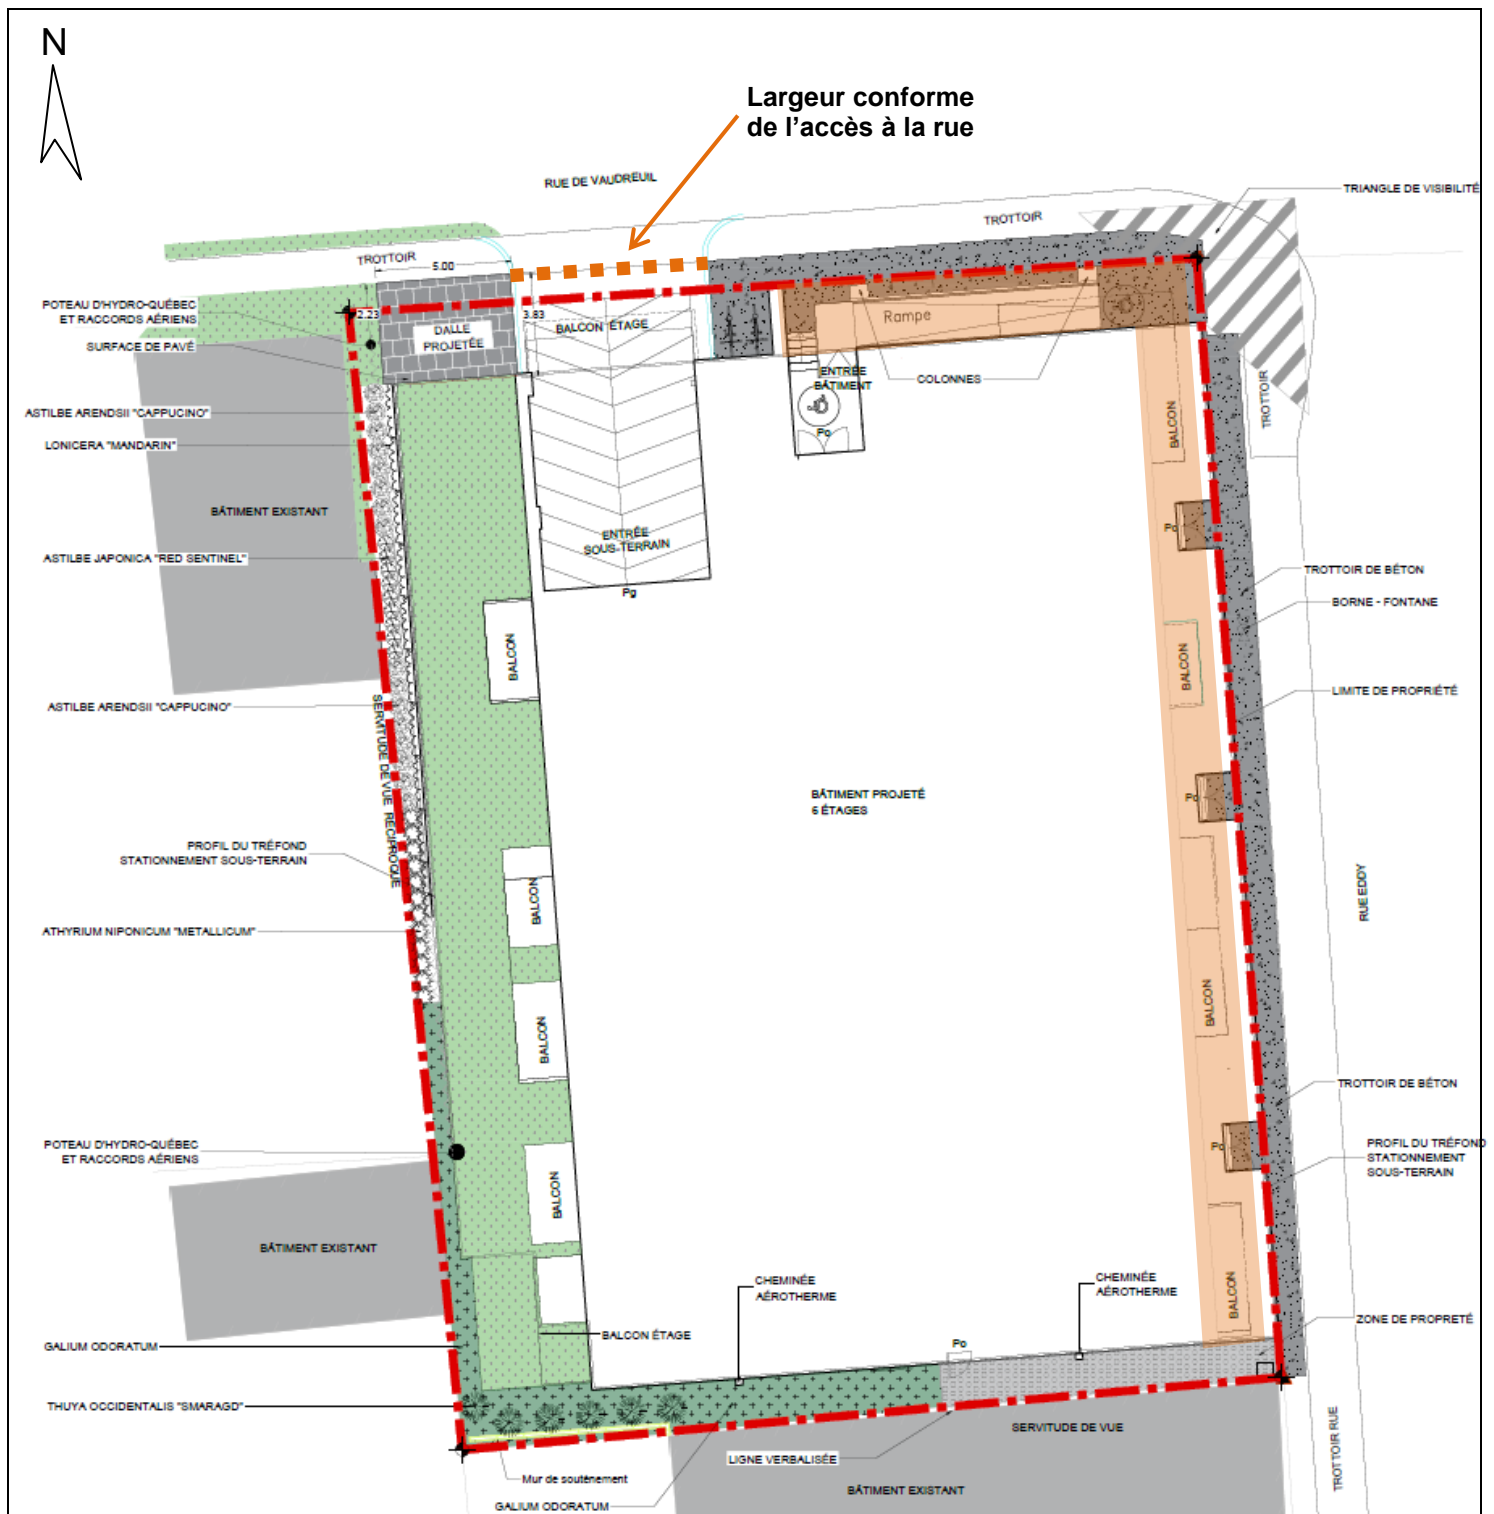 N
Largeur conforme
de l'accès à la rue
RUE DE VAUDREUIL
TRIANGLE DE VISIBILITÉ
TROTTOIR
TROTTOIR
5.00
POTEAU D'HYDRO-QUÉBEC
ET RACCORDS AÉRIENS
2.23
3.83
DALLE
PROJETÉE
BALCON ÉTAGE
Rampe
SURFACE DE PAVÉ
ENTRÉE
BÂTIMENT
COLONNES
TROTTOIR
ASTILBE ARENDSII "CAPPUCINO"
BALCON
Po
LONICERA "MANDARIN"
BÂTIMENT EXISTANT
Po
ENTRÉE
SOUS-TERRAIN
ASTILBE JAPONICA "RED SENTINEL"
TROTTOIR DE BÉTON
Pg
BORNE - FONTANE
BALCON
BALCON
LIMITE DE PROPRIÉTÉ
ASTILBE ARENDSII "CAPPUCINO"
SERVITUDE DE VUE RÉCIPROQUE
BÂTIMENT PROJETÉ
6 ÉTAGES
Po
PROFIL DU TRÉFOND
STATIONNEMENT SOUS-TERRAIN
BALCON
RUE EDDY
ATHYRIUM NIPONICUM "METALLICUM"
BALCON
BALCON
TROTTOIR DE BÉTON
POTEAU D'HYDRO-QUÉBEC
ET RACCORDS AÉRIENS
Po
PROFIL DU TRÉFOND
STATIONNEMENT
SOUS-TERRAIN
BALCON
BÂTIMENT EXISTANT
CHEMINÉE
AÉROTHERME
CHEMINÉE
AÉROTHERME
BALCON
ZONE DE PROPRETÉ
GALIUM ODORATUM
BALCON ÉTAGE
Po
THUYA OCCIDENTALIS "SMARAGD"
SERVITUDE DE VUE
LIGNE VERBALISÉE
TROTTOIR RUE
Mur de soutènement
BÂTIMENT EXISTANT
GALIUM ODORATUM